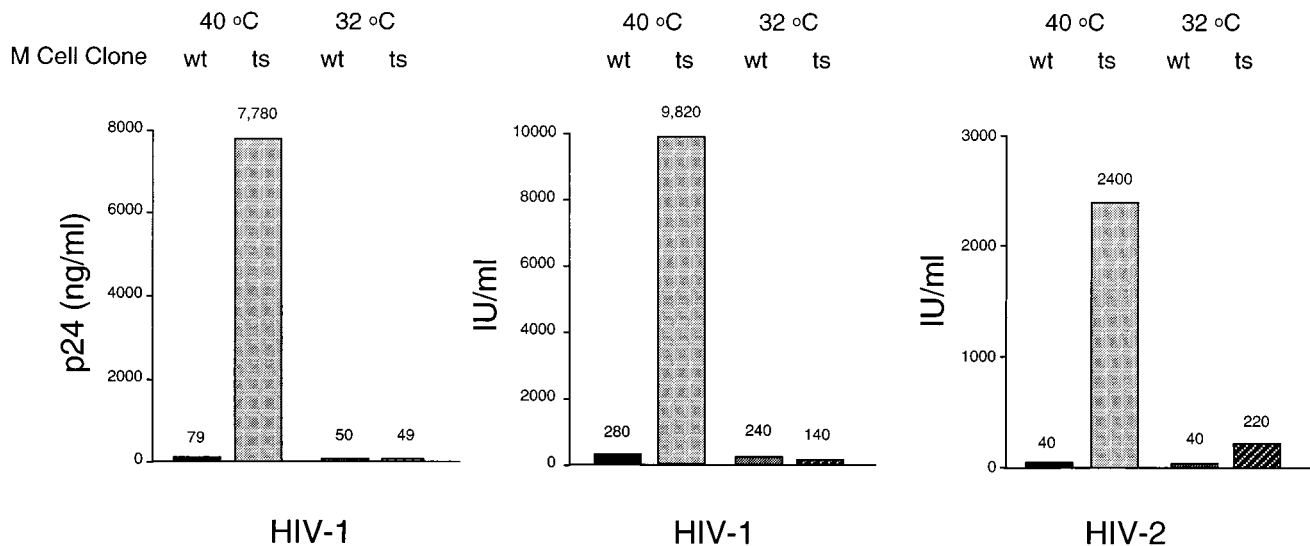 40 °C 32 °C
M Cell Clone wt ts wt ts
p24 (ng/ml)
8000
6000
4000
2000
0
79
7,780
50
49
HIV-1
40 °C 32 °C
wt ts wt ts
IU/ml
10000
8000
6000
4000
2000
0
280
9,820
240
140
HIV-1
40 °C 32 °C
wt ts wt ts
IU/ml
3000
2000
1000
0
40
2400
40
220
HIV-2